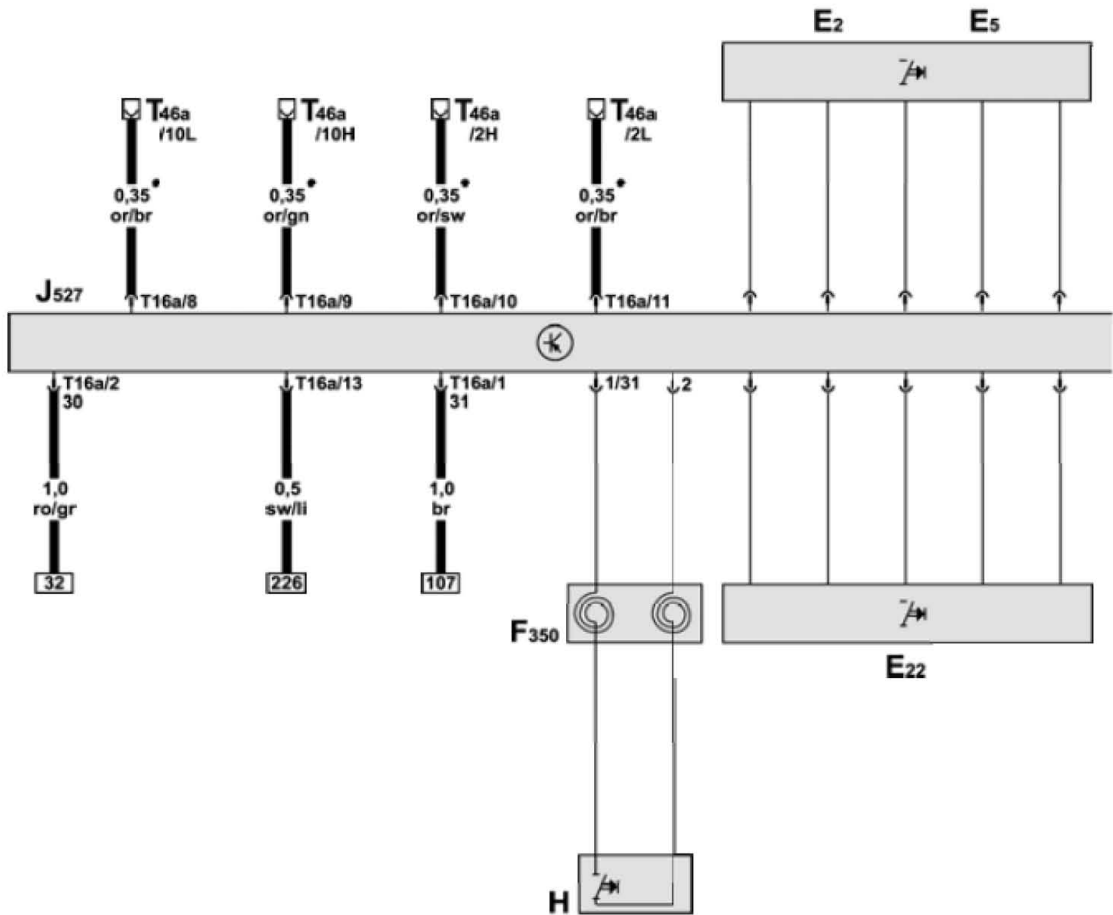 E2 E5
T46a /10L
T46a /10H
T46a /2H
T46a /2L
0,35* or/br
0,35* or/gn
0,35* or/sw
0,35* or/br
J527
T16a/8
T16a/9
T16a/10
T16a/11
T16a/2 30
T16a/13
T16a/1 31
1/31
2
1,0 ro/gr
0,5 sw/li
1,0 br
32
226
107
F350
E22
H